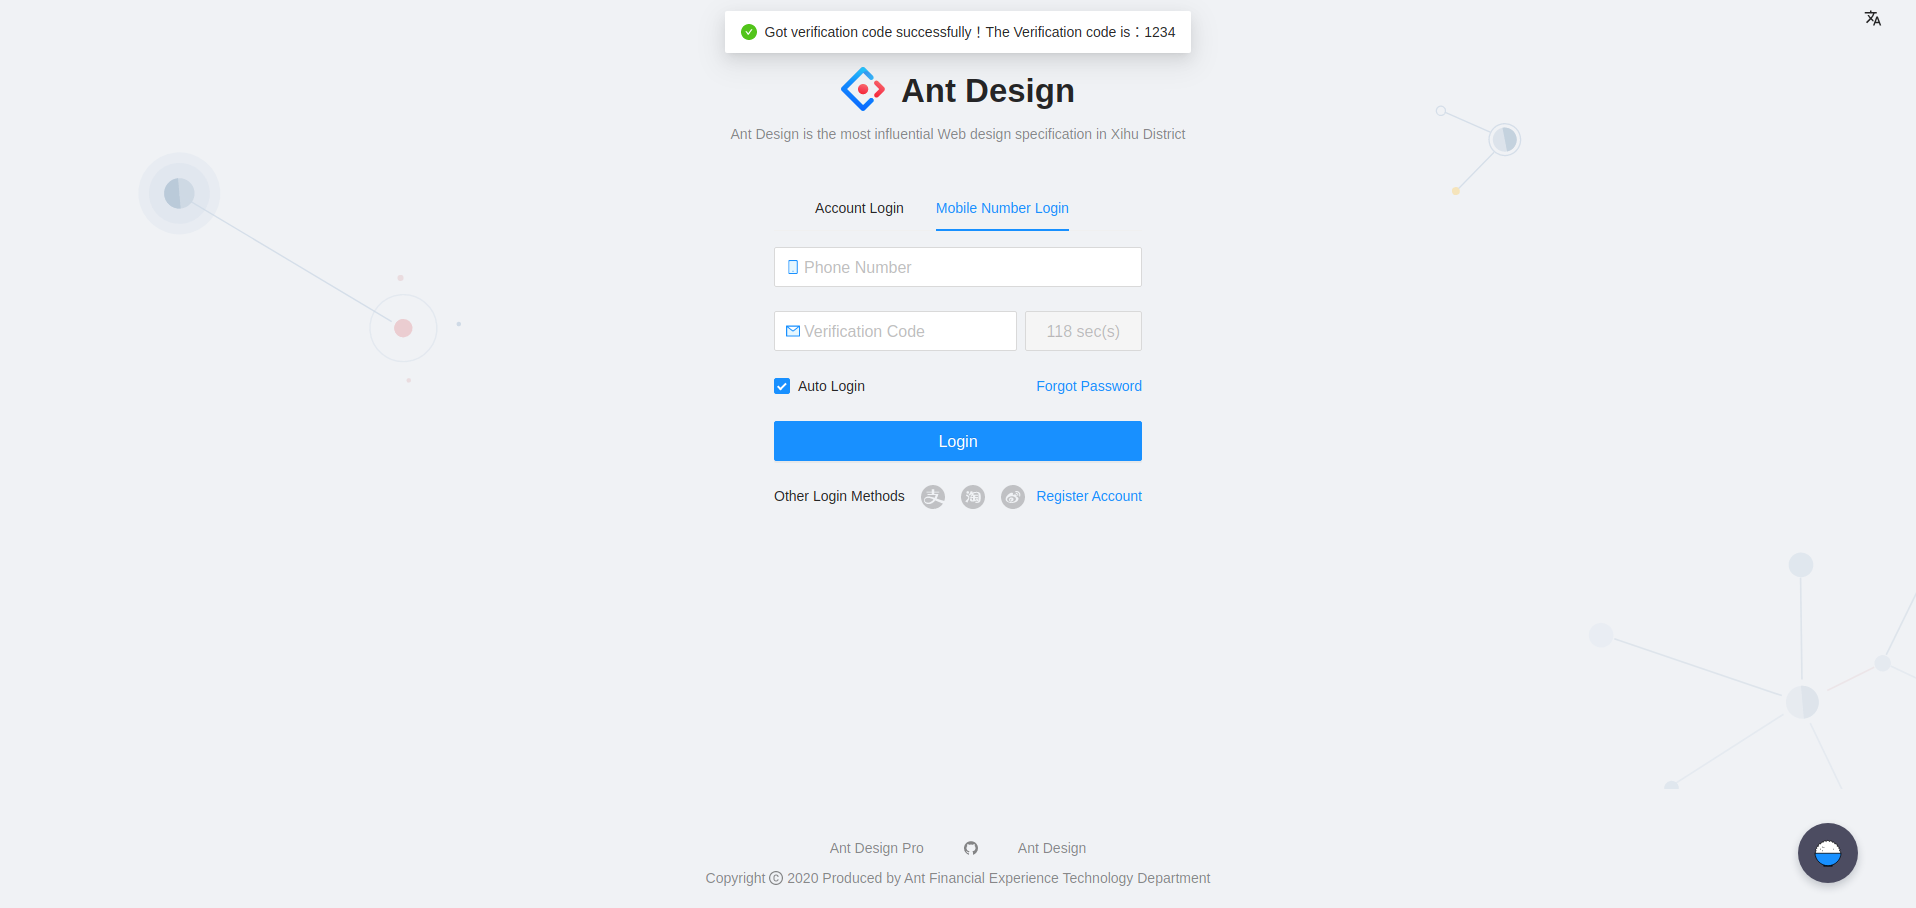 Got verification code successfully！The Verification code is：1234
Ant Design
Ant Design is the most influential Web design specification in Xihu District
Account Login
Mobile Number Login
Phone Number
Verification Code
118 sec(s)
Auto Login
Forgot Password
Login
Other Login Methods
支
淘
Register Account
Ant Design Pro
Ant Design
Copyright © 2020 Produced by Ant Financial Experience Technology Department